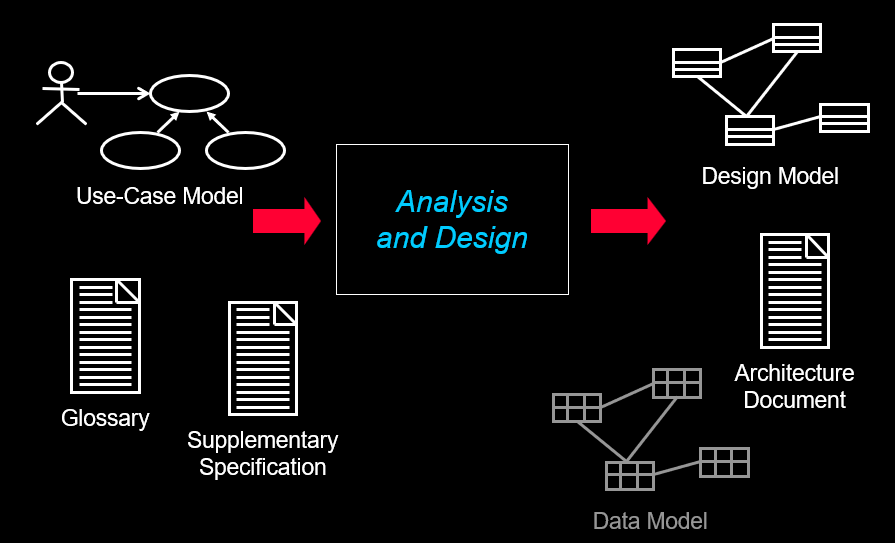 Use-Case Model
Glossary
Supplementary
Specification
Analysis
and Design
Design Model
Architecture
Document
Data Model